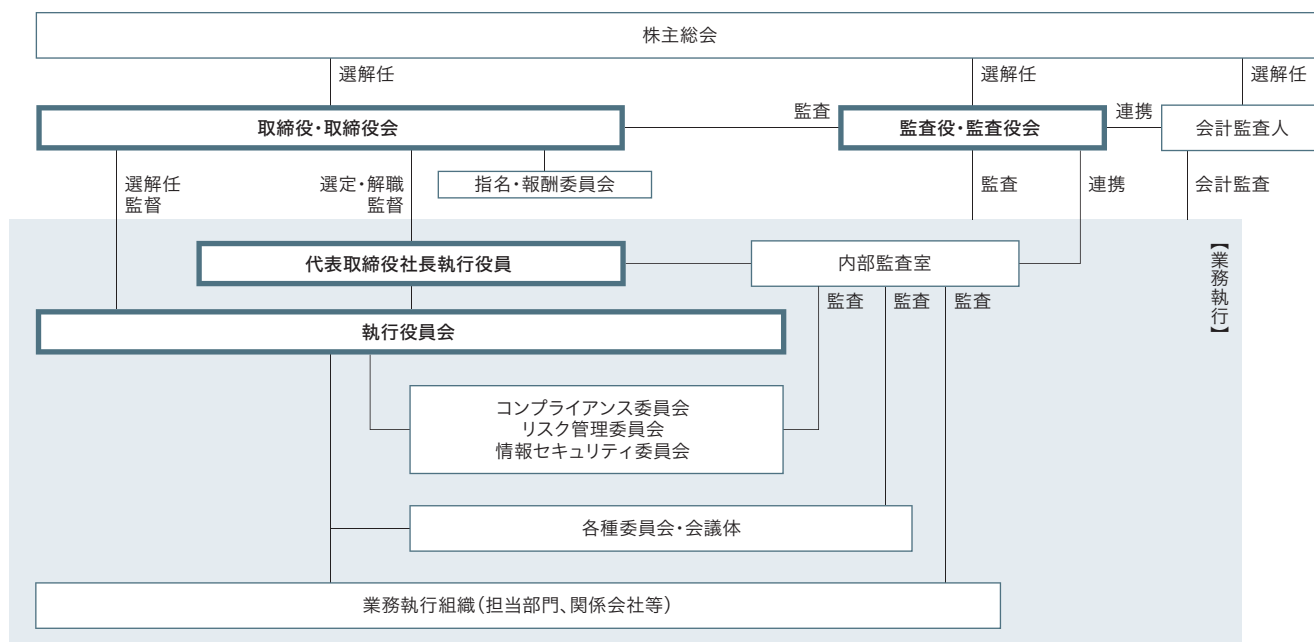 株主総会
選解任
選解任
選解任
取締役・取締役会
監査
監査役・監査役会
連携
会計監査人
選解任
監督
選定・解職
監督
指名・報酬委員会
監査
連携
会計監査
代表取締役社長執行役員
内部監査室
【業務執行】
監査
監査
監査
執行役員会
コンプライアンス委員会
リスク管理委員会
情報セキュリティ委員会
各種委員会・会議体
業務執行組織(担当部門、関係会社等)